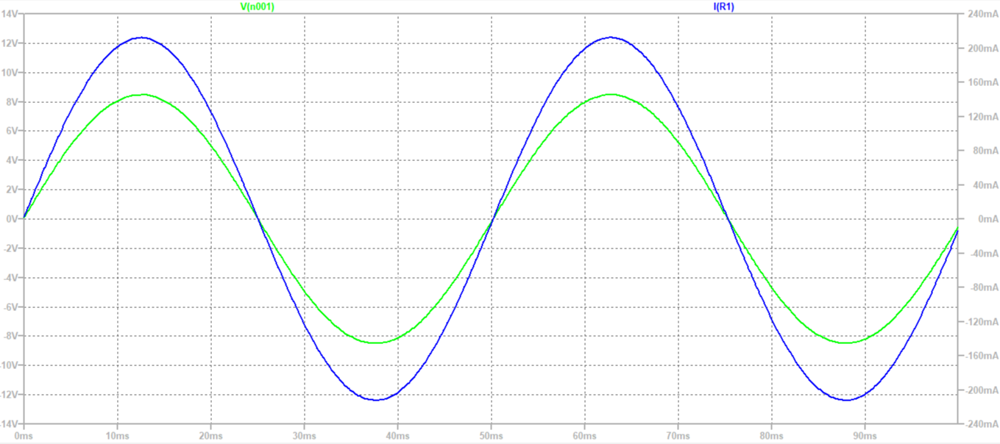 V(n001) I(R1)
14V 240mA
12V 200mA
10V 160mA
8V 120mA
6V 80mA
4V 40mA
2V 0mA
0V -40mA
-2V -80mA
-4V -120mA
-6V -160mA
-8V -200mA
-10V -240mA
-12V
-14V
0ms 10ms 20ms 30ms 40ms 50ms 60ms 70ms 80ms 90ms